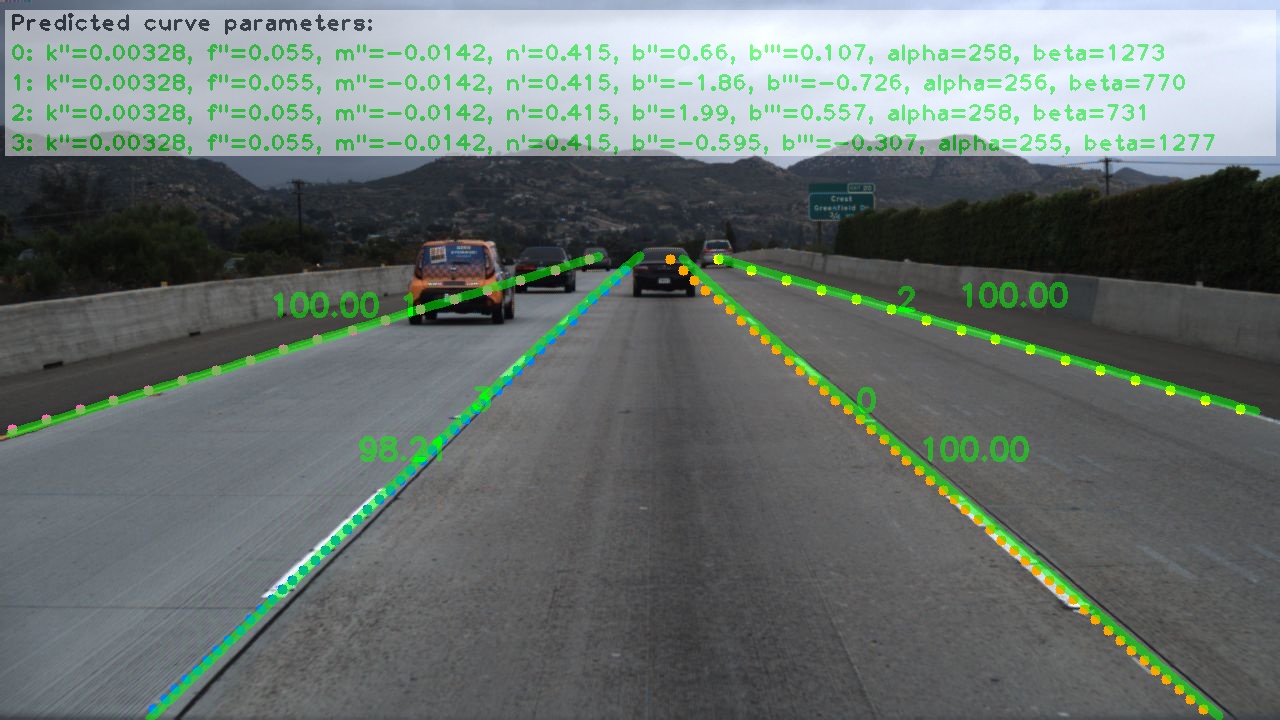 Predicted curve parameters:
0: k''=0.00328, f''=0.055, m''=-0.0142, n'=0.415, b''=0.66, b'''=0.107, alpha=258, beta=1273
1: k''=0.00328, f''=0.055, m''=-0.0142, n'=0.415, b''=-1.86, b'''=-0.726, alpha=256, beta=770
2: k''=0.00328, f''=0.055, m''=-0.0142, n'=0.415, b''=1.99, b'''=0.557, alpha=258, beta=731
3: k''=0.00328, f''=0.055, m''=-0.0142, n'=0.415, b''=-0.595, b'''=-0.307, alpha=255, beta=1277
Crest
Greenfield Dr
100.00 1
2 100.00
3
0
98.21
100.00